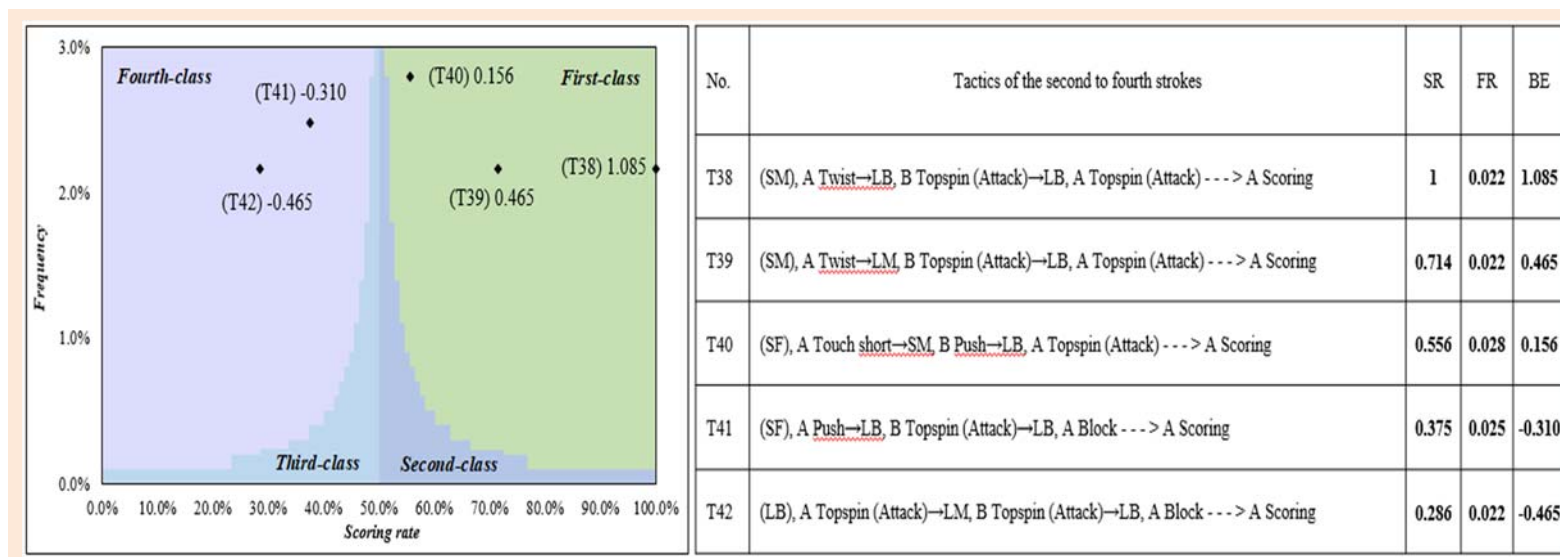 3.0%
Fourth-class
(T40) 0.156
First-class
(T41) -0.310
(T38) 1.085
2.0%
(T42) -0.465
(T39) 0.465
Frequency
1.0%
Third-class
Second-class
0.0%
0.0% 10.0% 20.0% 30.0% 40.0% 50.0% 60.0% 70.0% 80.0% 90.0% 100.0%
Scoring rate
No. Tactics of the second to fourth strokes SR FR BE
T38 (SM), A Twist→LB, B Topspin (Attack)→LB, A Topspin (Attack) - - - > A Scoring 1 0.022 1.085
T39 (SM), A Twist→LM, B Topspin (Attack)→LB, A Topspin (Attack) - - - > A Scoring 0.714 0.022 0.465
T40 (SF), A Touch short→SM, B Push→LB, A Topspin (Attack) - - - > A Scoring 0.556 0.028 0.156
T41 (SF), A Push→LB, B Topspin (Attack)→LB, A Block - - - > A Scoring 0.375 0.025 -0.310
T42 (LB), A Topspin (Attack)→LM, B Topspin (Attack)→LB, A Block - - - > A Scoring 0.286 0.022 -0.465